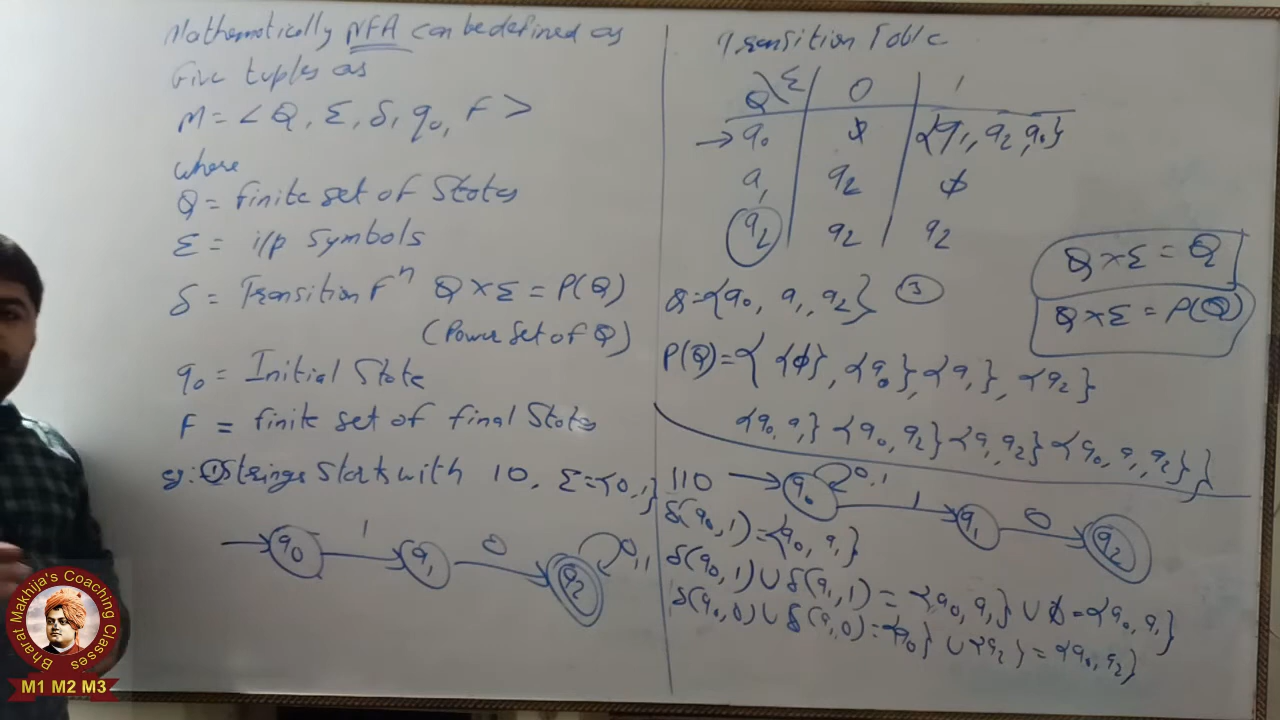 Mathematically NFA can be defined as
five tuples as
M = < Q, Σ, δ, q0, F >
where
Q = finite set of States
Σ = i/p Symbols
δ = Transition Fⁿ Q × Σ = P(Q)
(Power Set of Q)
q0 = Initial State
F = finite set of final States
eg: ① Strings Start with 10, Σ = {0,1}
q0 1 q1 0 q2 0,1
Transition Table
Q Σ 0 1
→ q0 ϕ {q1, q2, q0}
q1 q2 ϕ
q2 q2 q2
Q × Σ = Q
Q × Σ = P(Q)
Q = {q0, q1, q2} ③
P(Q) = { {ϕ}, {q0}, {q1}, {q2}
{q0, q1} {q0, q2} {q1, q2} {q0, q1, q2} }
110 q0 0,1 1 q1 0 q2
δ(q0, 1) = {q0, q1}
δ(q0, 1) ∪ δ(q1, 1) = {q0, q1} ∪ ϕ = {q0, q1}
δ(q0, 0) ∪ δ(q1, 0) = {q0} ∪ {q2} = {q0, q2}
Bharat Makhija's Coaching Classes
M1 M2 M3